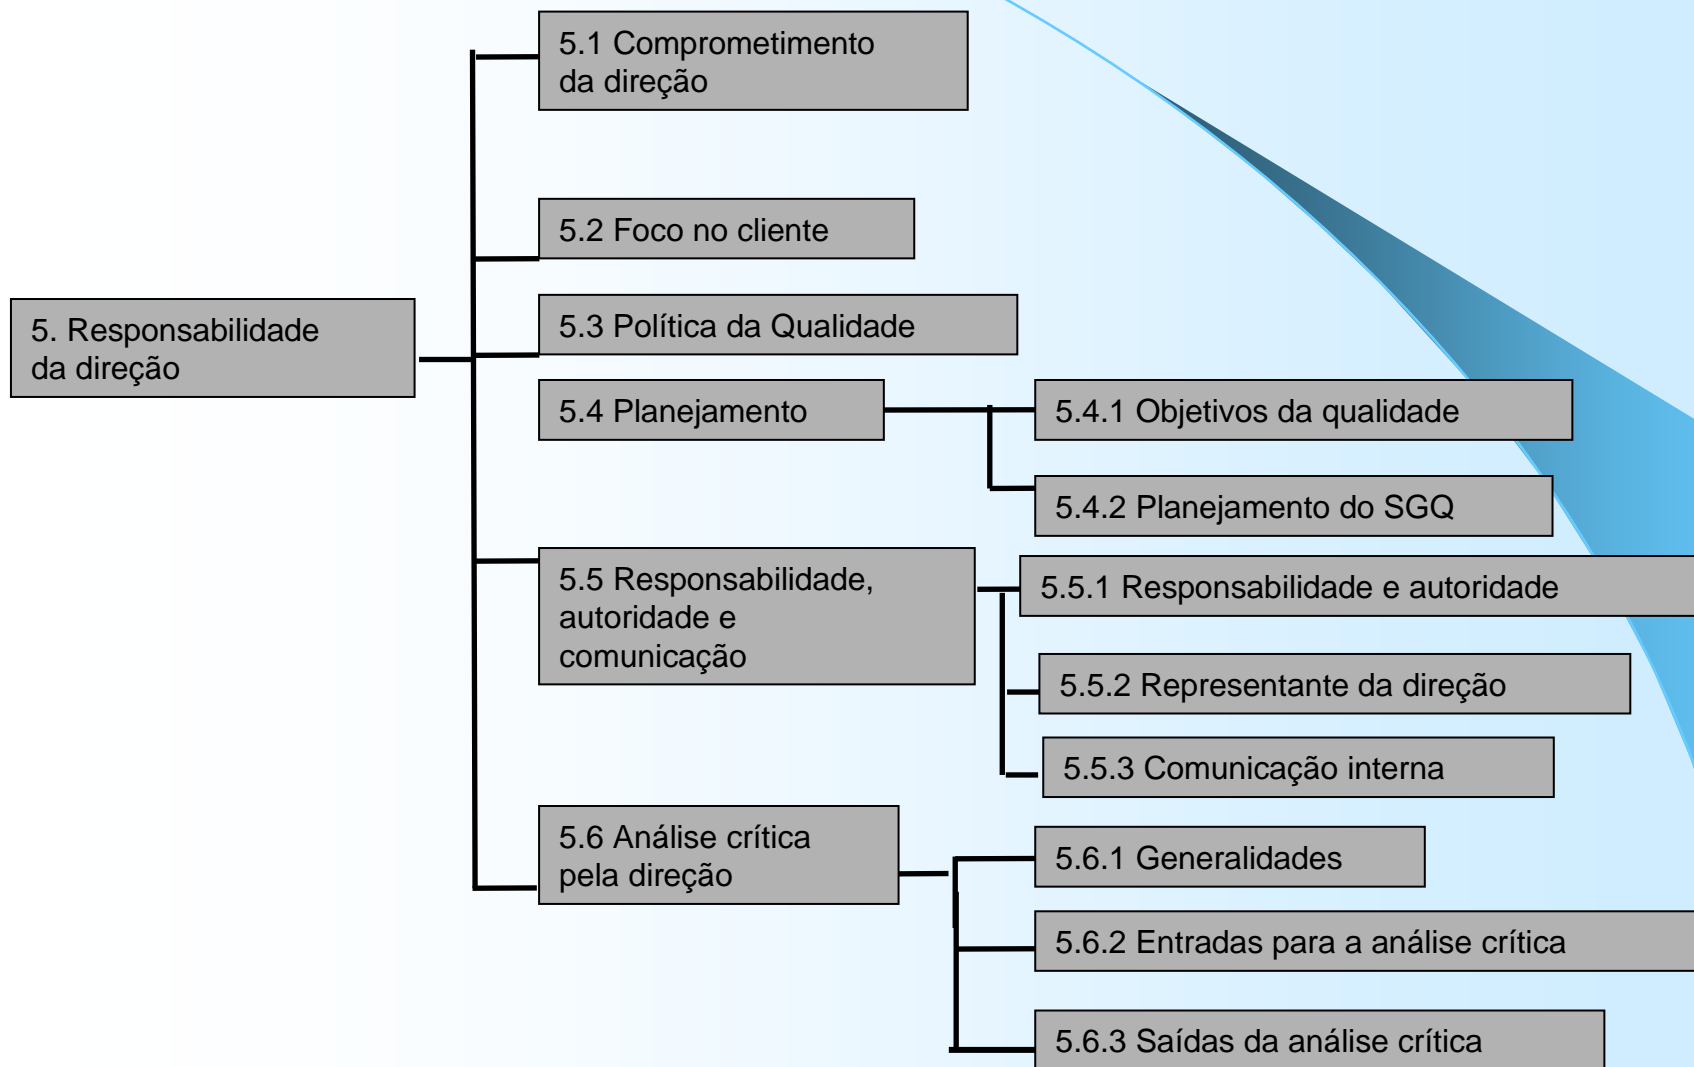 5. Responsabilidade
da direção
5.1 Comprometimento
da direção
5.2 Foco no cliente
5.3 Política da Qualidade
5.4 Planejamento
5.4.1 Objetivos da qualidade
5.4.2 Planejamento do SGQ
5.5 Responsabilidade,
autoridade e
comunicação
5.5.1 Responsabilidade e autoridade
5.5.2 Representante da direção
5.5.3 Comunicação interna
5.6 Análise crítica
pela direção
5.6.1 Generalidades
5.6.2 Entradas para a análise crítica
5.6.3 Saídas da análise crítica